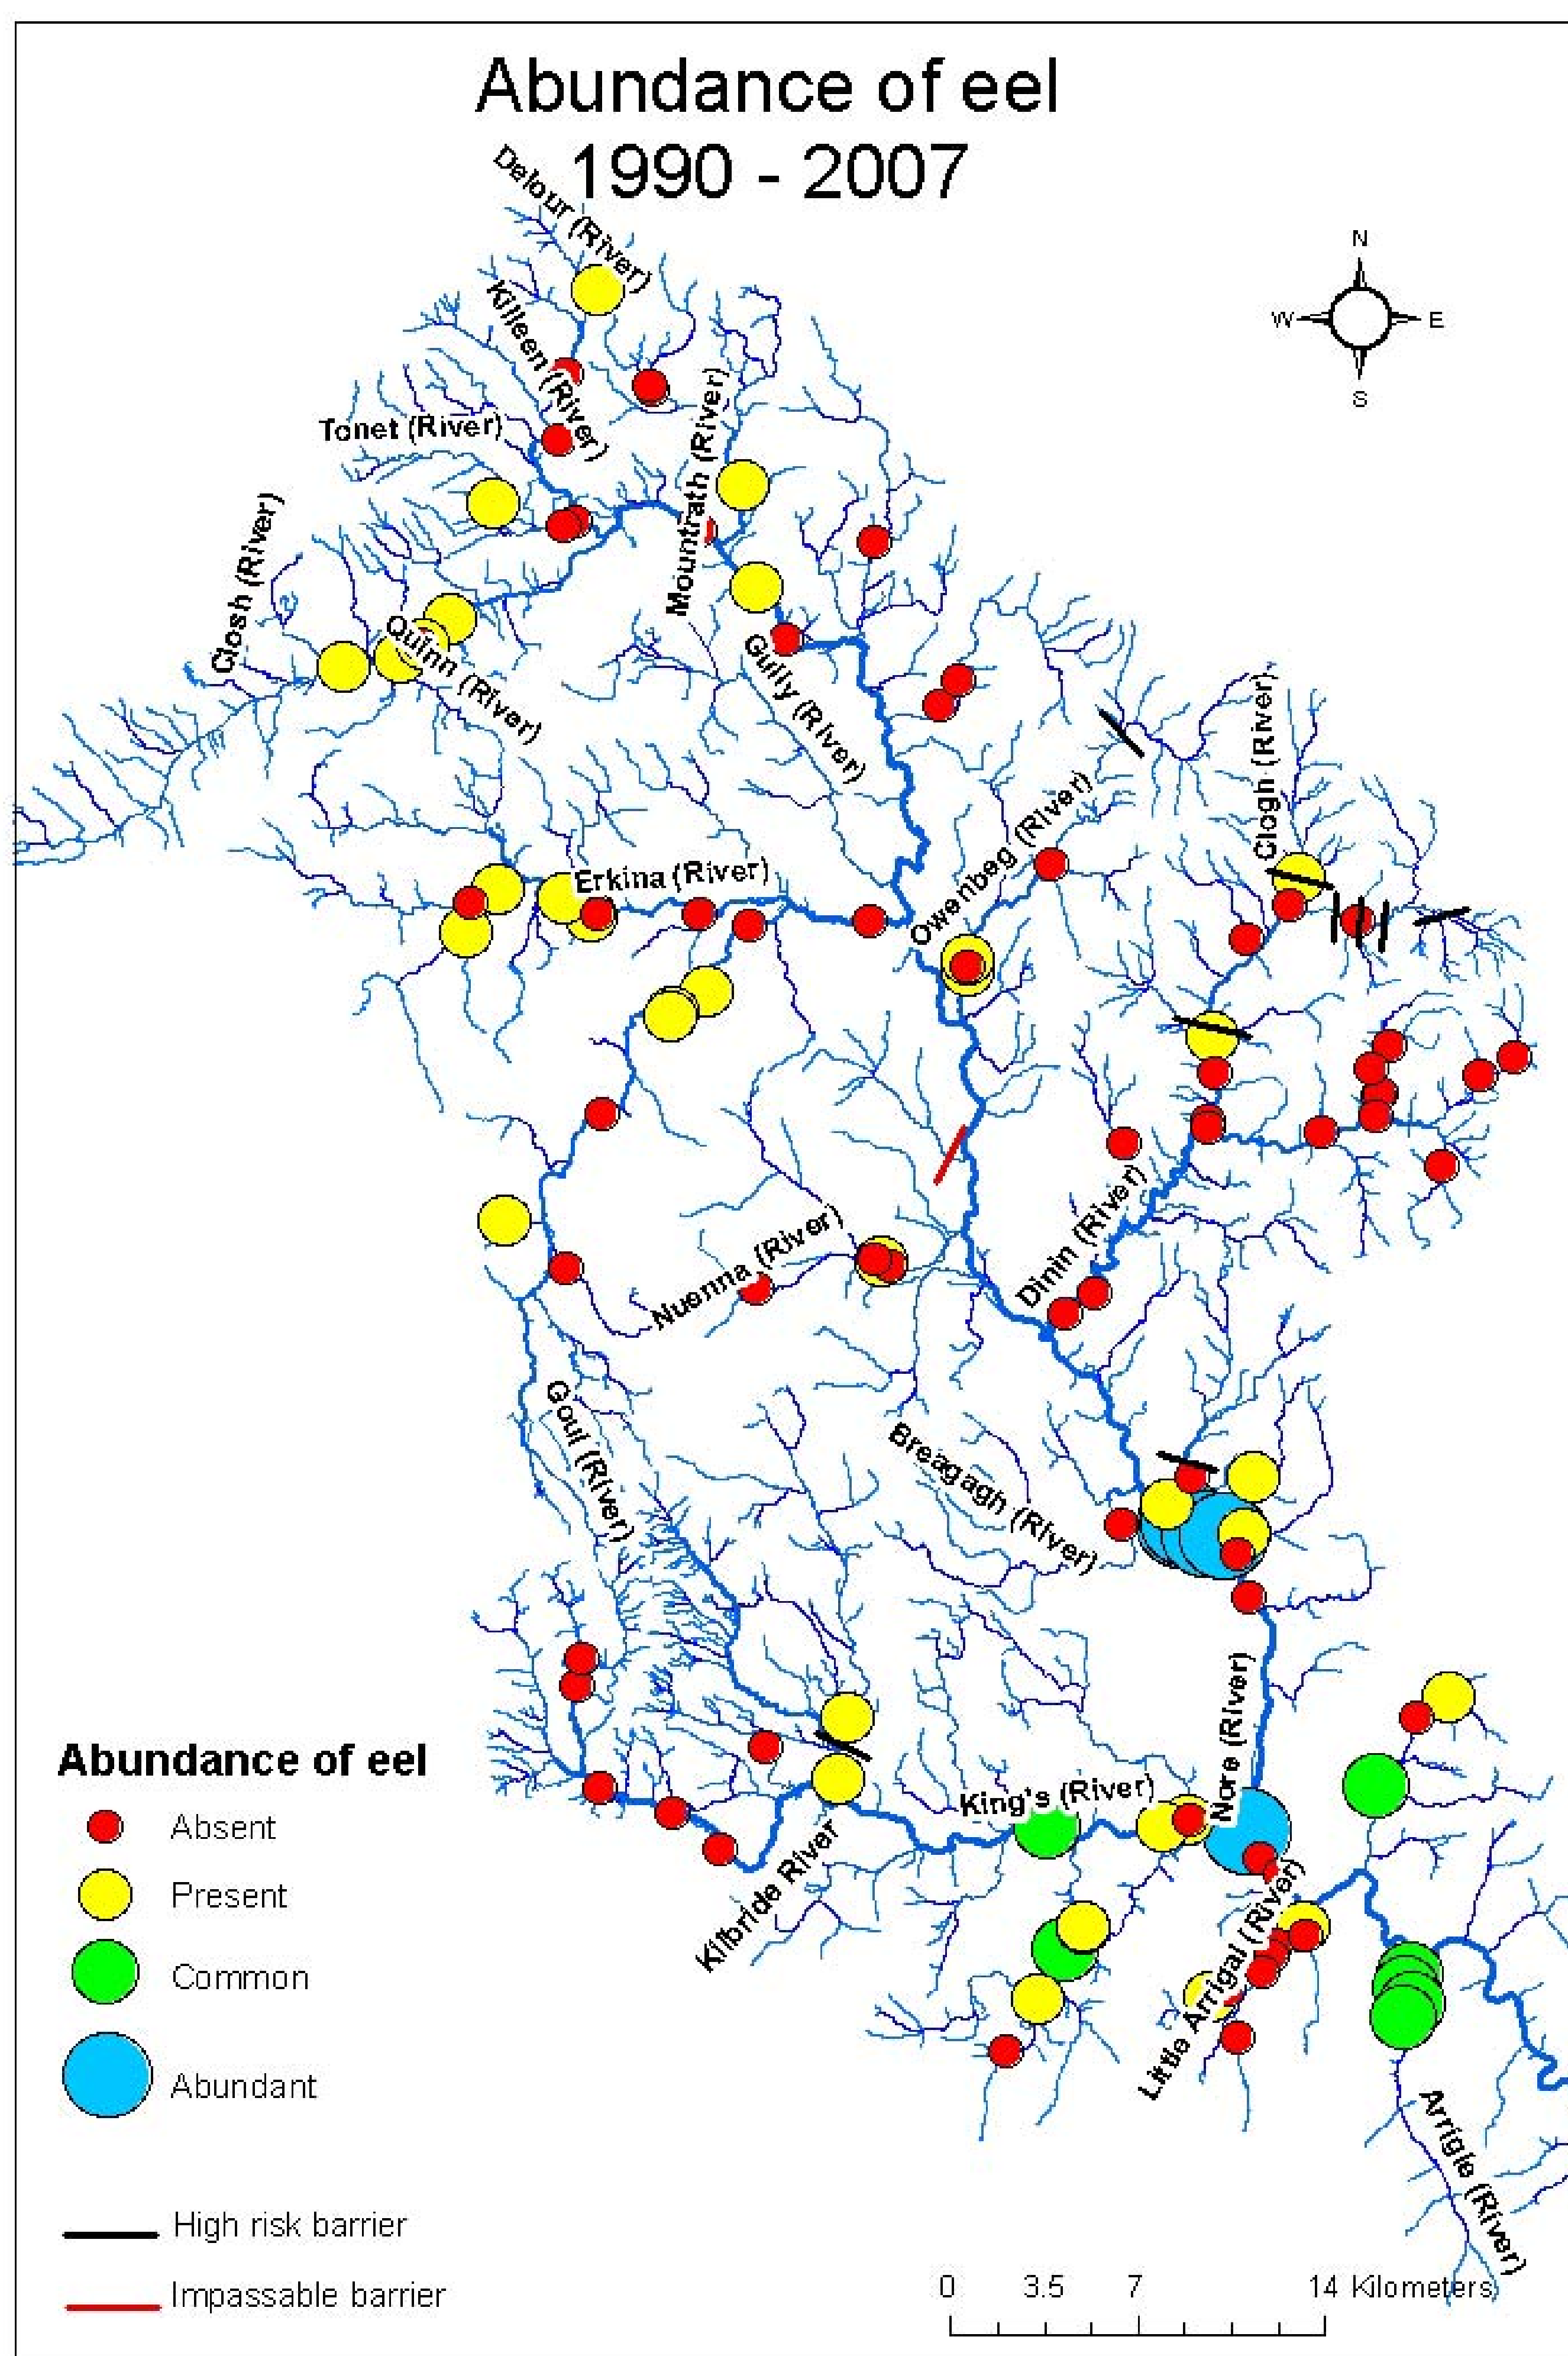 Abundance of eel
1990 - 2007
Delour (River)
N
W
E
S
Killeen (River)
Tonet (River)
Mountrath (River)
Closh (River)
Quinn (River)
Gully (River)
Clogh (River)
Owenbeg (River)
Erkina (River)
Dinin (River)
Nuenna (River)
Goul (River)
Breagagh (River)
Nore (River)
King's (River)
Kilbride River
Little Arrigal (River)
Arrigle (River)
Abundance of eel
Absent
Present
Common
Abundant
High risk barrier
Impassable barrier
0 3.5 7 14 Kilometers